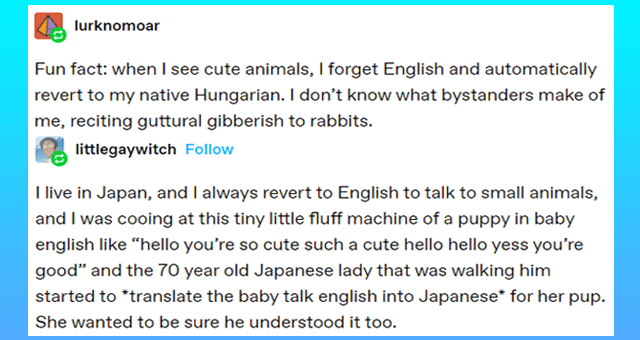 lurknomoar
Fun fact: when I see cute animals, I forget English and automatically
revert to my native Hungarian. I don’t know what bystanders make of
me, reciting guttural gibberish to rabbits.
littlegaywitch Follow
I live in Japan, and I always revert to English to talk to small animals,
and I was cooing at this tiny little fluff machine of a puppy in baby
english like “hello you’re so cute such a cute hello hello yess you’re
good” and the 70 year old Japanese lady that was walking him
started to *translate the baby talk english into Japanese* for her pup.
She wanted to be sure he understood it too.